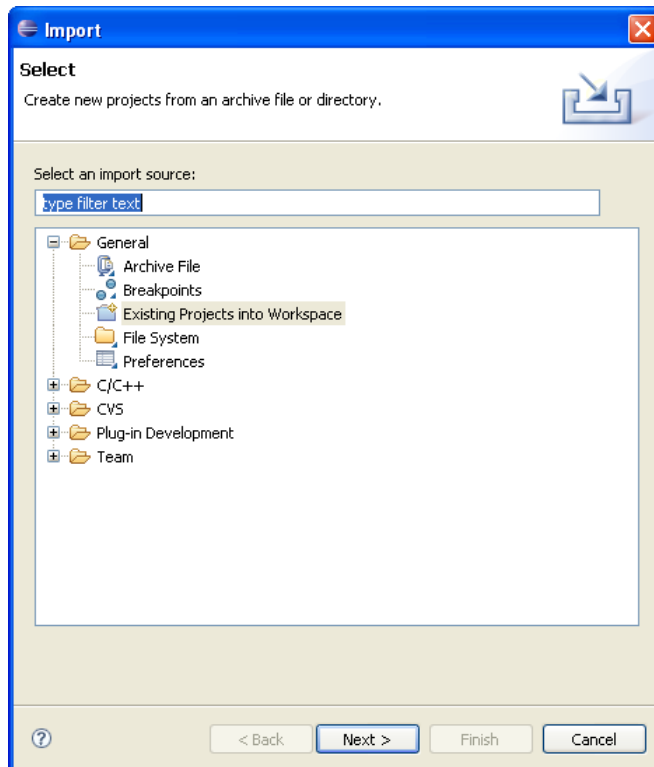 Import
Select
Create new projects from an archive file or directory.
Select an import source:
type filter text
General
Archive File
Breakpoints
Existing Projects into Workspace
File System
Preferences
C/C++
CVS
Plug-in Development
Team
?
< Back Next > Finish Cancel